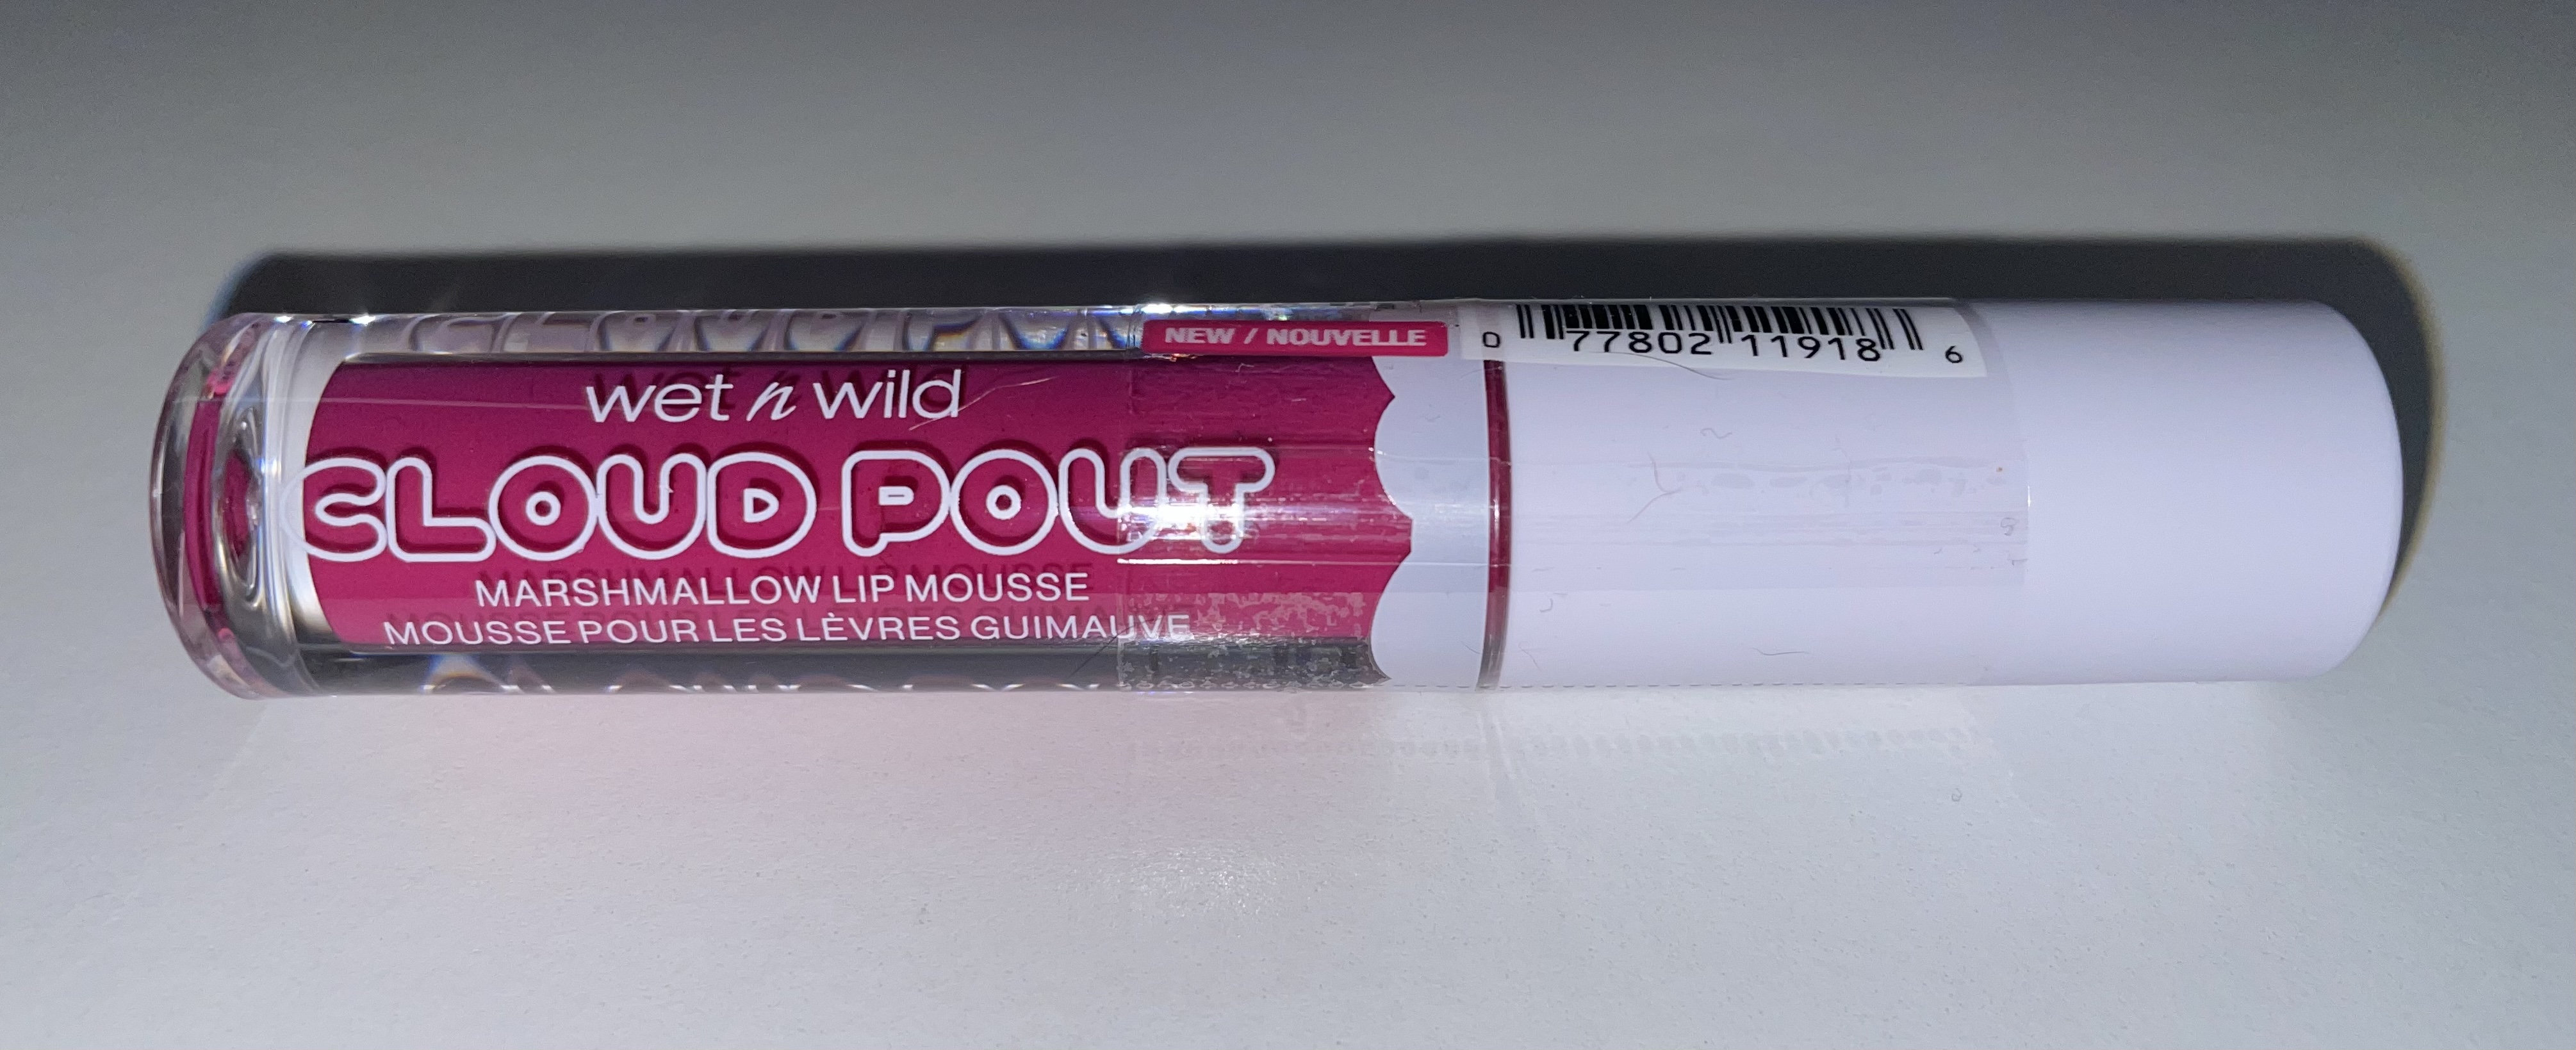 NEW / NOUVELLE
0 77802 11918 6
wet n wild
CLOUD POUT
MARSHMALLOW LIP MOUSSE
MOUSSE POUR LES LÈVRES GUIMAUVE